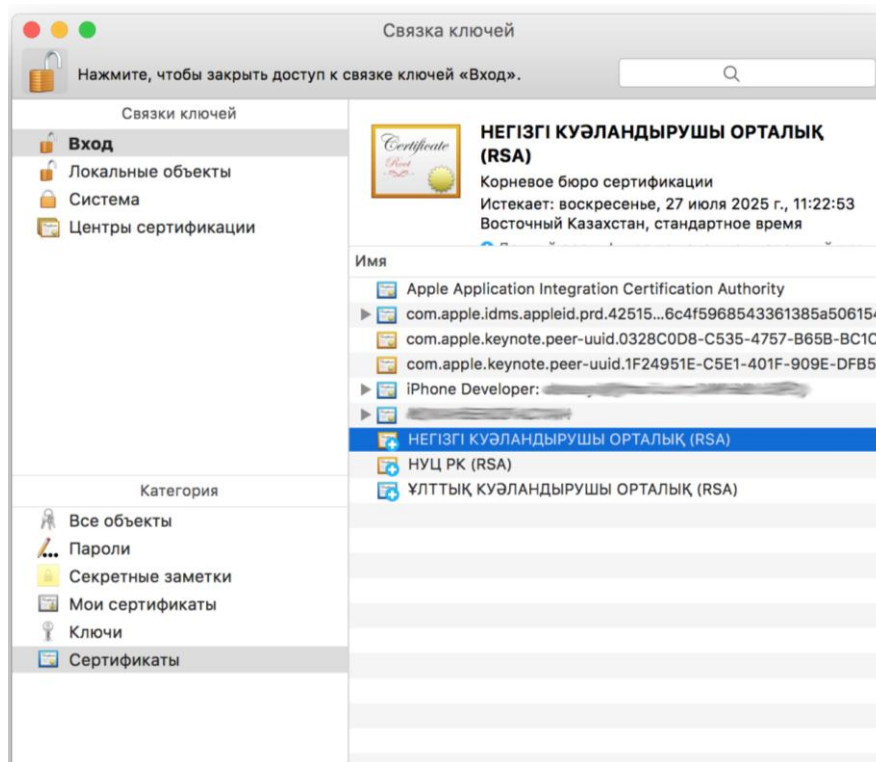 Связка ключей
Нажмите, чтобы закрыть доступ к связке ключей «Вход».
Связки ключей
Вход
Локальные объекты
Система
Центры сертификации
Категория
Все объекты
Пароли
Секретные заметки
Мои сертификаты
Ключи
Сертификаты
Certificate
Root
НЕГІЗГІ КУӘЛАНДЫРУШЫ ОРТАЛЫҚ
(RSA)
Корневое бюро сертификации
Истекает: воскресенье, 27 июля 2025 г., 11:22:53
Восточный Казахстан, стандартное время
Имя
Apple Application Integration Certification Authority
com.apple.idms.appleid.prd.42515...6c4f5968543361385a506154
com.apple.keynote.peer-uuid.0328C0D8-C535-4757-B65B-BC1C
com.apple.keynote.peer-uuid.1F24951E-C5E1-401F-909E-DFB5
iPhone Developer:
НЕГІЗГІ КУӘЛАНДЫРУШЫ ОРТАЛЫҚ (RSA)
НУЦ РК (RSA)
ҰЛТТЫҚ КУӘЛАНДЫРУШЫ ОРТАЛЫҚ (RSA)